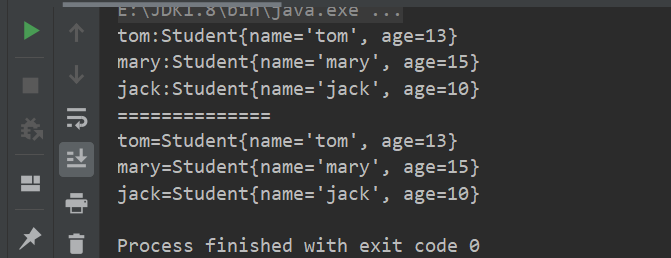 E:\JDK1.8\bin\java.exe ...
tom:Student{name='tom', age=13}
mary:Student{name='mary', age=15}
jack:Student{name='jack', age=10}
==============
tom=Student{name='tom', age=13}
mary=Student{name='mary', age=15}
jack=Student{name='jack', age=10}
Process finished with exit code 0